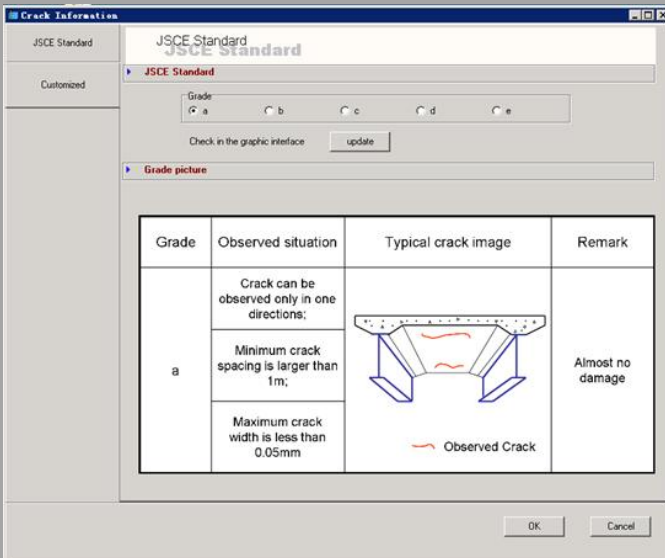 Crack Information
JSCE Standard
Customized
JSCE Standard
JSCE Standard
JSCE Standard
Grade
a b c d e
Check in the graphic interface update
Grade picture
Grade Observed situation Typical crack image Remark
a
Crack can be
observed only in one
directions;
Minimum crack
spacing is larger than
1m;
Maximum crack
width is less than
0.05mm
Observed Crack
Almost no
damage
OK Cancel